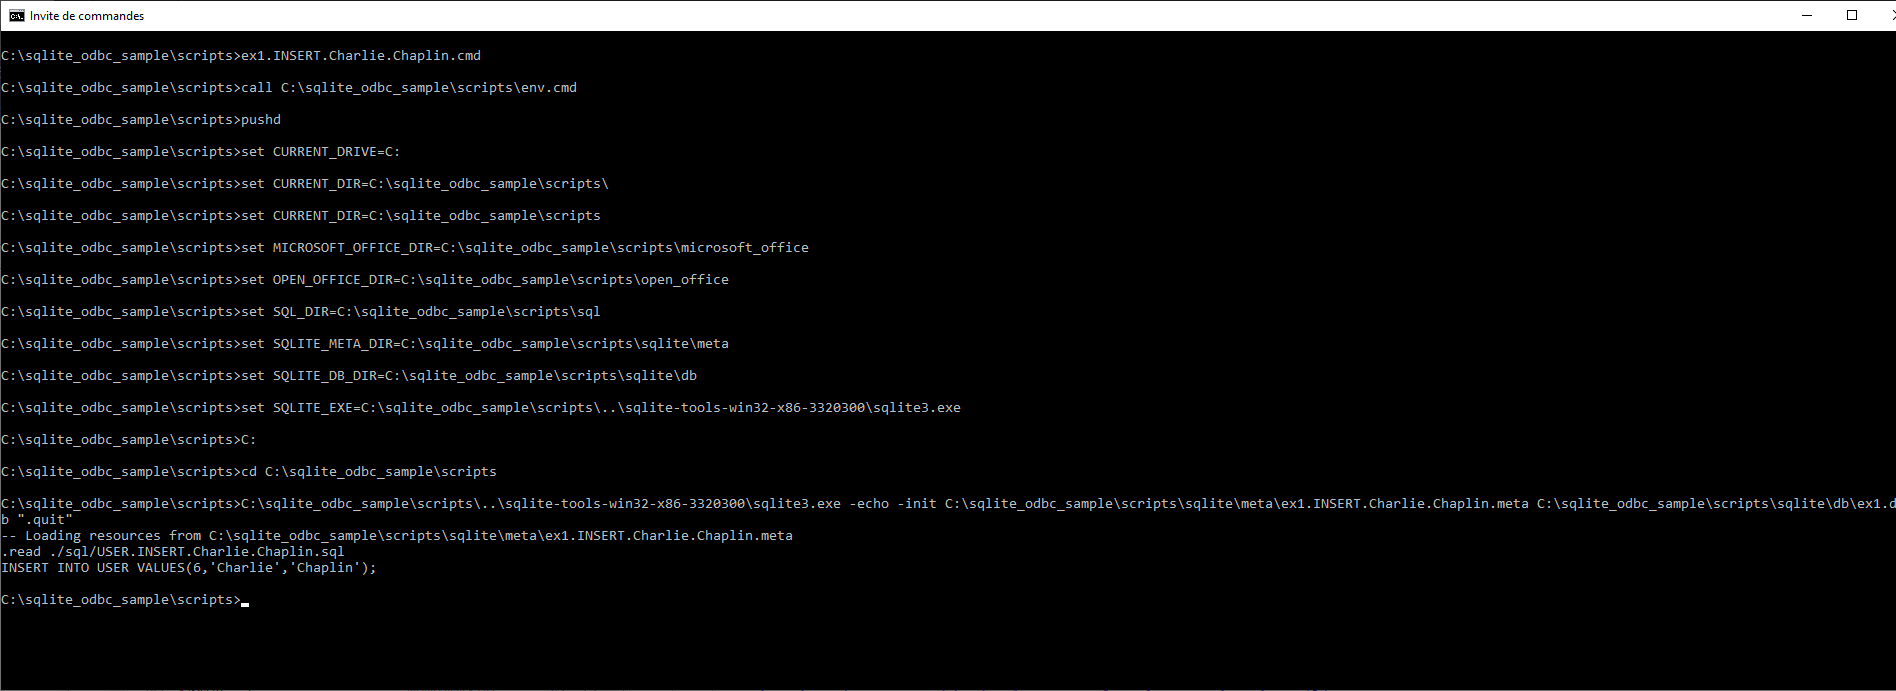 Invite de commandes
C:\sqlite_odbc_sample\scripts>ex1.INSERT.Charlie.Chaplin.cmd
C:\sqlite_odbc_sample\scripts>call C:\sqlite_odbc_sample\scripts\env.cmd
C:\sqlite_odbc_sample\scripts>pushd
C:\sqlite_odbc_sample\scripts>set CURRENT_DRIVE=C:
C:\sqlite_odbc_sample\scripts>set CURRENT_DIR=C:\sqlite_odbc_sample\scripts\
C:\sqlite_odbc_sample\scripts>set CURRENT_DIR=C:\sqlite_odbc_sample\scripts
C:\sqlite_odbc_sample\scripts>set MICROSOFT_OFFICE_DIR=C:\sqlite_odbc_sample\scripts\microsoft_office
C:\sqlite_odbc_sample\scripts>set OPEN_OFFICE_DIR=C:\sqlite_odbc_sample\scripts\open_office
C:\sqlite_odbc_sample\scripts>set SQL_DIR=C:\sqlite_odbc_sample\scripts\sql
C:\sqlite_odbc_sample\scripts>set SQLITE_META_DIR=C:\sqlite_odbc_sample\scripts\sqlite\meta
C:\sqlite_odbc_sample\scripts>set SQLITE_DB_DIR=C:\sqlite_odbc_sample\scripts\sqlite\db
C:\sqlite_odbc_sample\scripts>set SQLITE_EXE=C:\sqlite_odbc_sample\scripts\..\sqlite-tools-win32-x86-3320300\sqlite3.exe
C:\sqlite_odbc_sample\scripts>C:
C:\sqlite_odbc_sample\scripts>cd C:\sqlite_odbc_sample\scripts
C:\sqlite_odbc_sample\scripts>C:\sqlite_odbc_sample\scripts\..\sqlite-tools-win32-x86-3320300\sqlite3.exe -echo -init C:\sqlite_odbc_sample\scripts\sqlite\meta\ex1.INSERT.Charlie.Chaplin.meta C:\sqlite_odbc_sample\scripts\sqlite\db\ex1.d
b ".quit"
-- Loading resources from C:\sqlite_odbc_sample\scripts\sqlite\meta\ex1.INSERT.Charlie.Chaplin.meta
.read ./sql/USER.INSERT.Charlie.Chaplin.sql
INSERT INTO USER VALUES(6,'Charlie','Chaplin');
C:\sqlite_odbc_sample\scripts>